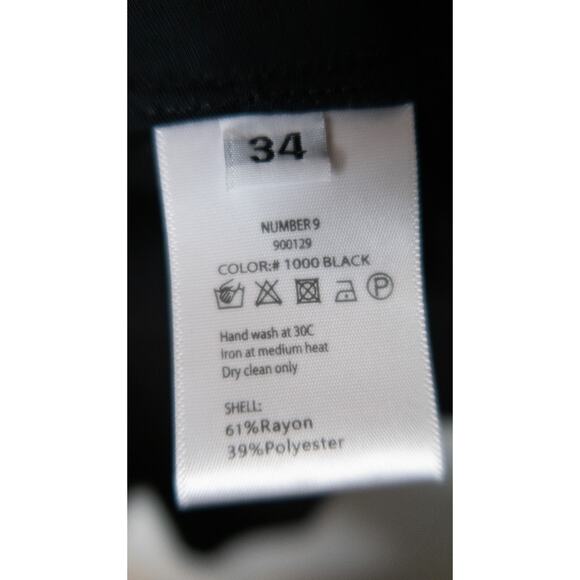 34
NUMBER 9
900129
COLOR:# 1000 BLACK
P
Hand wash at 30C
Iron at medium heat
Dry clean only
SHELL:
61%Rayon
39%Polyester